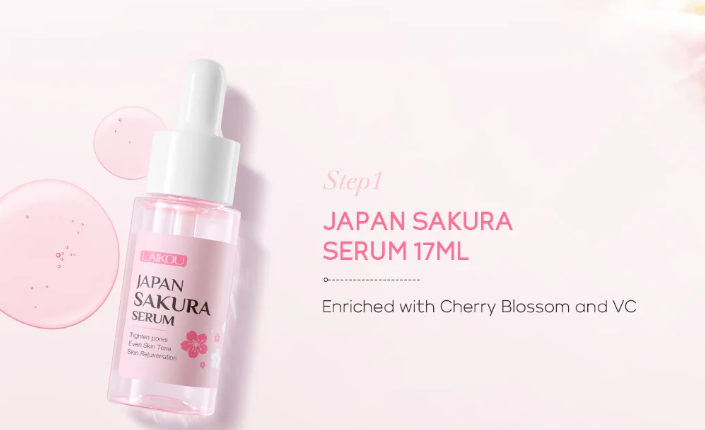 Step1
JAPAN SAKURA
SERUM 17ML
Enriched with Cherry Blossom and VC
LAIKOU
JAPAN
SAKURA
SERUM
Tighten pores
Even Skin Tone
Skin Rejuvenation